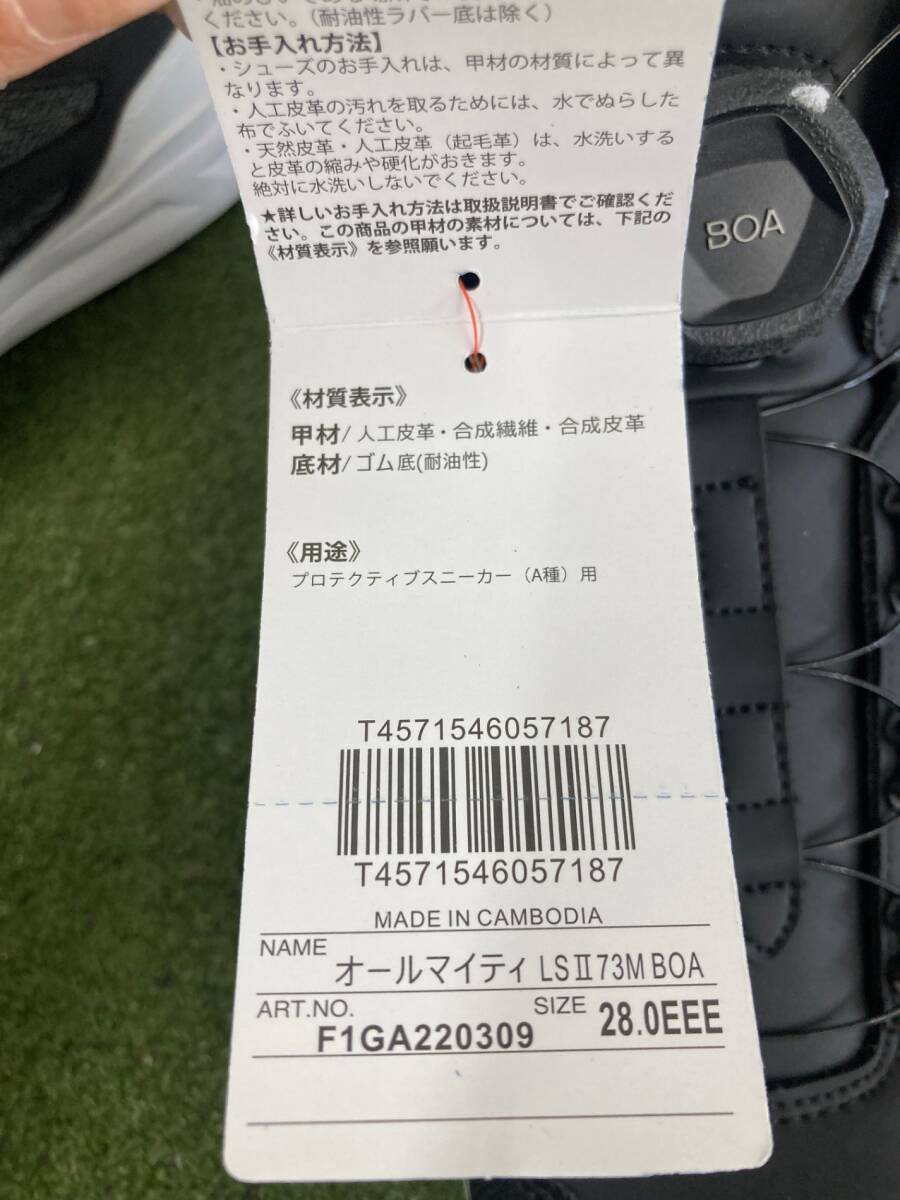 ください。（耐油性ラバー底は除く）
【お手入れ方法】
・シューズのお手入れは、甲材の材質によって異
なります。
・人工皮革の汚れを取るためには、水でぬらした
布でふいてください。
・天然皮革・人工皮革（起毛革）は、水洗いする
と皮革の縮みや硬化がおきます。
絶対に水洗いしないでください。
★詳しいお手入れ方法は取扱説明書でご確認くだ
さい。この商品の甲材の素材については、下記の
《材質表示》を参照願います。
BOA
《材質表示》
甲材/人工皮革・合成繊維・合成皮革
底材/ゴム底(耐油性)
《用途》
プロテクティブスニーカー（A種）用
T4571546057187
T4571546057187
MADE IN CAMBODIA
NAME オールマイティ LSⅡ73M BOA
ART.NO. F1GA220309 SIZE 28.0EEE